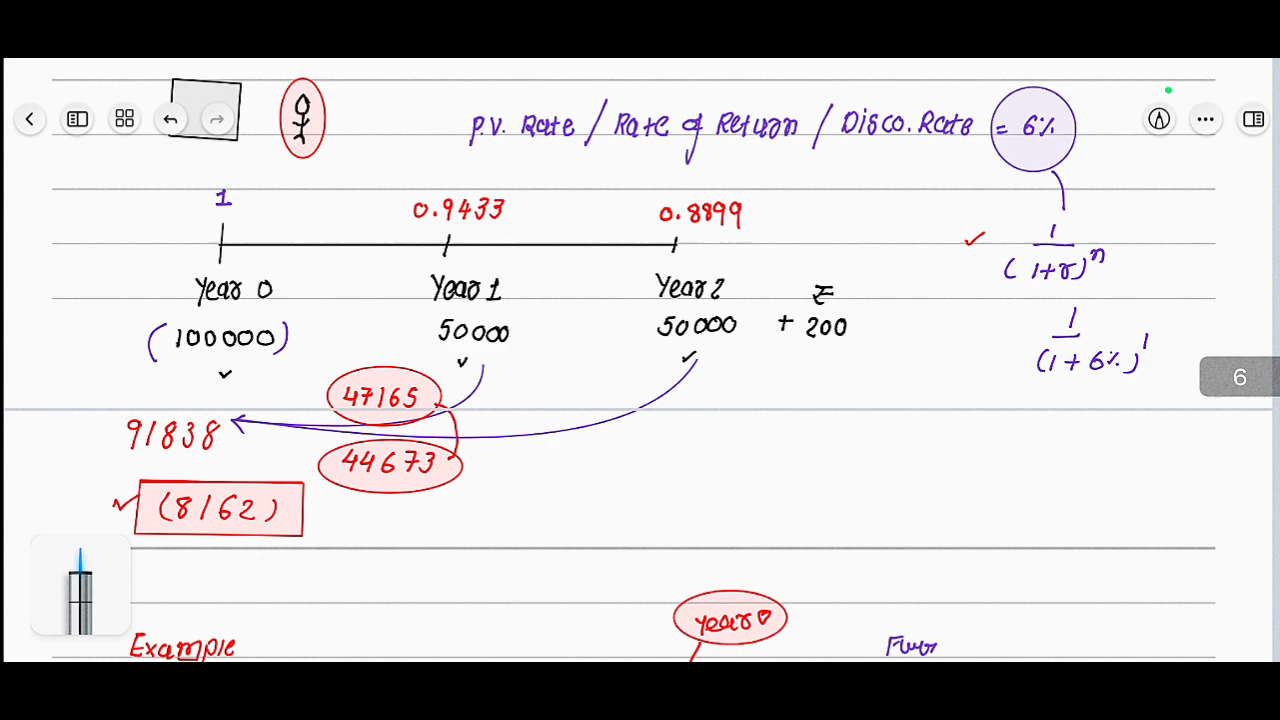 P.V. Rate / Rate of Return / Disco. Rate = 6%
1 0.9433 0.8899
1
(1+r)^n
Year 0 Year 1 Year 2 ₹
(100000) 50000 50000 + 200
1
(1 + 6%)^1
6
47165
91838
44673
(8162)
year 0
Example